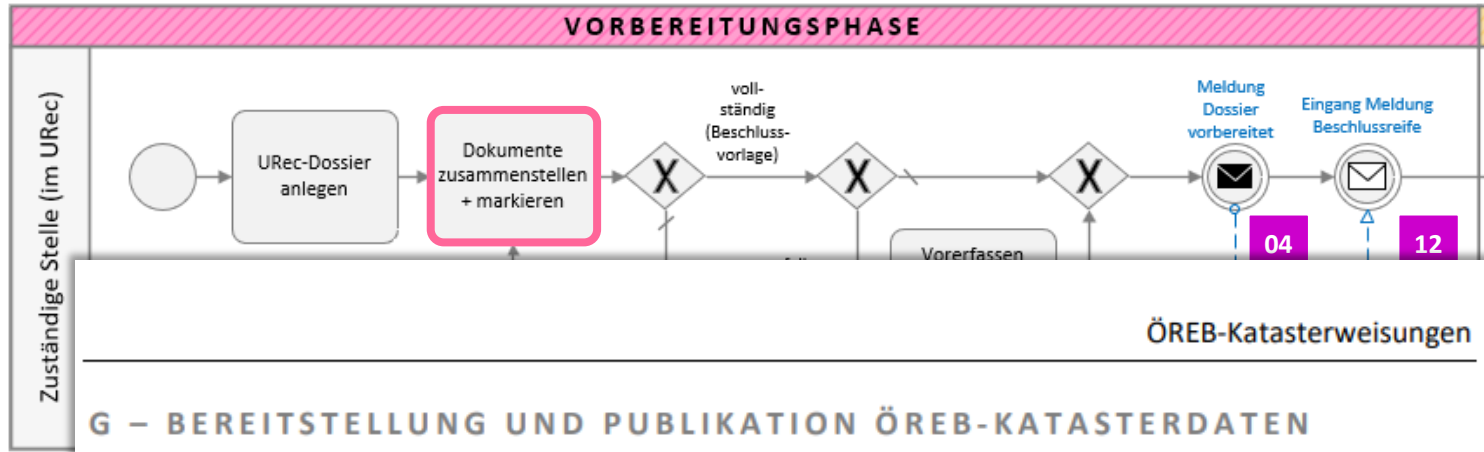 VORBEREITUNGSPHASE
Zuständige Stelle (im URec)
URec-Dossier
anlegen
Dokumente
zusammenstellen
+ markieren
X
voll-
ständig
(Beschluss-
vorlage)
X
X
Meldung
Dossier
vorbereitet
Eingang Meldung
Beschlussreife
Vorerfassen
04
12
ÖREB-Katasterweisungen
G – BEREITSTELLUNG UND PUBLIKATION ÖREB-KATASTERDATEN